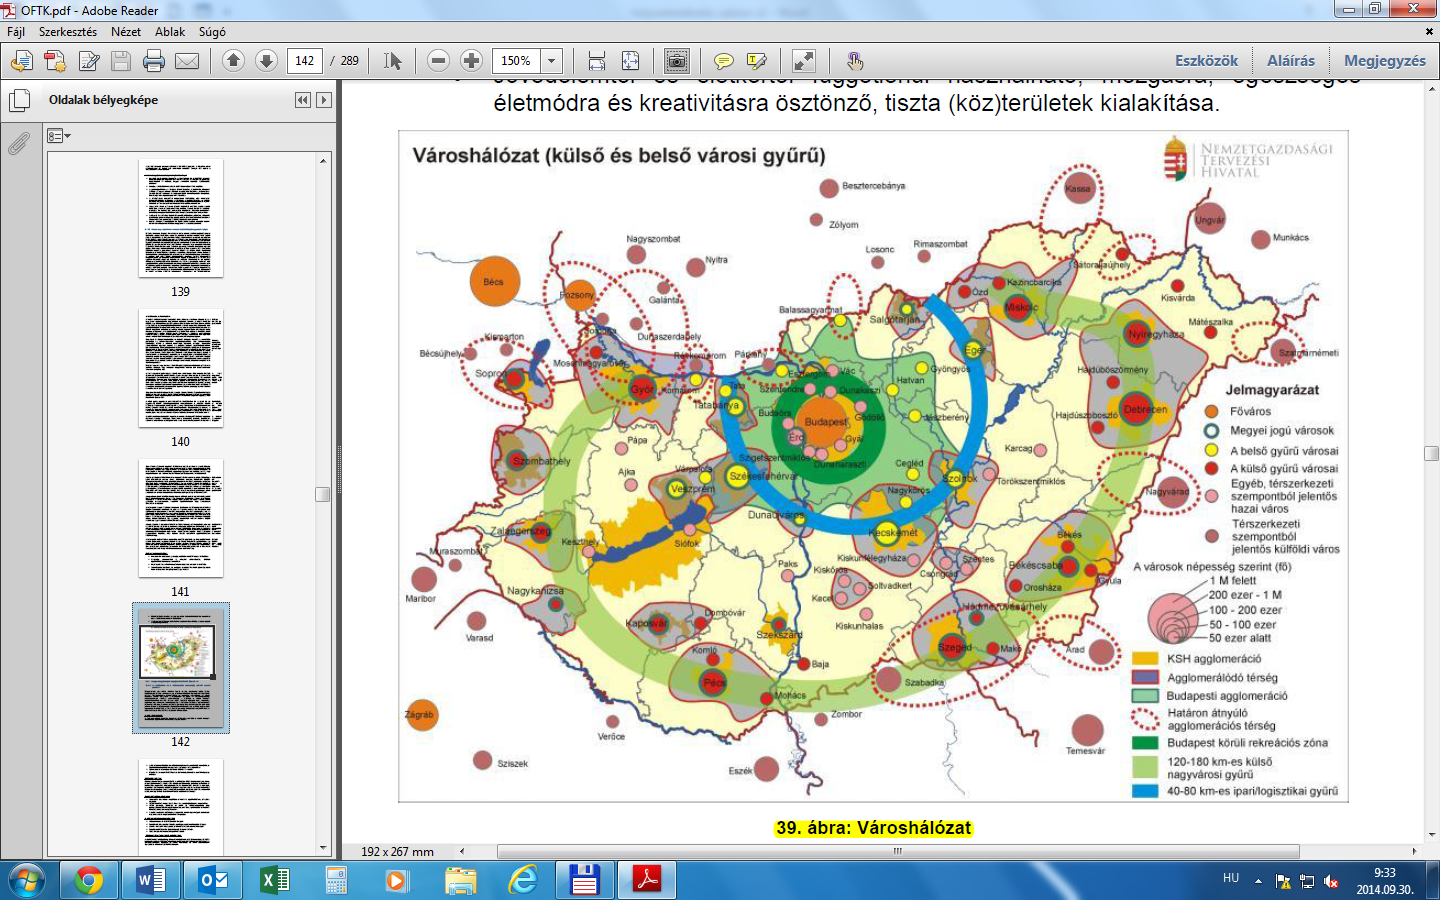 OFTK.pdf - Adobe Reader
Fájl Szerkesztés Nézet Ablak Súgó
142 / 289
150%
Eszközök Aláírás Megjegyzés
Oldalak bélyegképe
139
140
141
142
életmódra és kreativitásra ösztönző, tiszta (köz)területek kialakítása.
Városhálózat (külső és belső városi gyűrű)
NEMZETGAZDASÁGI
TERVEZÉSI
HIVATAL
Besztercebánya
Zólyom
Kassa
Ungvár
Munkács
Nagyszombat
Nyitra
Losonc
Rimaszombat
Bécs
Pozsony
Galánta
Sátoraljaújhely
Kazincbarcika
Ózd
Miskolc
Kisvárda
Mátészalka
Balassagyarmat
Salgótarján
Dunaszerdahely
Kismarton
Bécsújhely
Mosonmagyaróvár
Révkomárom
Párkány
Sopron
Győr
Komárom
Tata
Tatabánya
Esztergom
Vác
Szentendre
Dunakeszi
Hatvan
Gyöngyös
Eger
Nyíregyháza
Szatmárnémeti
Hajdúböszörmény
Hajdúszoboszló
Debrecen
Budaörs
Budapest
Gödöllő
Jászberény
Érd
Gyál
Szigetszentmiklós
Dunaharaszti
Pápa
Ajka
Várpalota
Veszprém
Székesfehérvár
Szombathely
Cegléd
Nagykőrös
Szolnok
Törökszentmiklós
Karcag
Nagyvárad
Dunaújváros
Kecskemét
Zalaegerszeg
Keszthely
Siófok
Muraszombat
Maribor
Varasd
Nagykanizsa
Kaposvár
Dombóvár
Paks
Kiskőrös
Kecel
Soltvadkert
Kiskunhalas
Kiskunfélegyháza
Csongrád
Szentes
Békés
Békéscsaba
Gyula
Orosháza
Hódmezővásárhely
Szeged
Makó
Arad
Szekszárd
Komló
Pécs
Baja
Mohács
Szabadka
Zombor
Zágráb
Verőce
Sziszek
Eszék
Temesvár
Jelmagyarázat
Főváros
Megyei jogú városok
A belső gyűrű városai
A külső gyűrű városai
Egyéb, térszerkezeti
szempontból jelentős
hazai város
Térszerkezeti
szempontból
jelentős külföldi város
A városok népesség szerint (fő)
1 M felett
200 ezer - 1 M
100 - 200 ezer
50 - 100 ezer
50 ezer alatt
KSH agglomeráció
Agglomerálódó térség
Budapesti agglomeráció
Határon átnyúló
agglomerációs térség
Budapest körüli rekreációs zóna
120-180 km-es külső
nagyvárosi gyűrű
40-80 km-es ipari/logisztikai gyűrű
39. ábra: Városhálózat
192 x 267 mm
HU
9:33
2014.09.30.